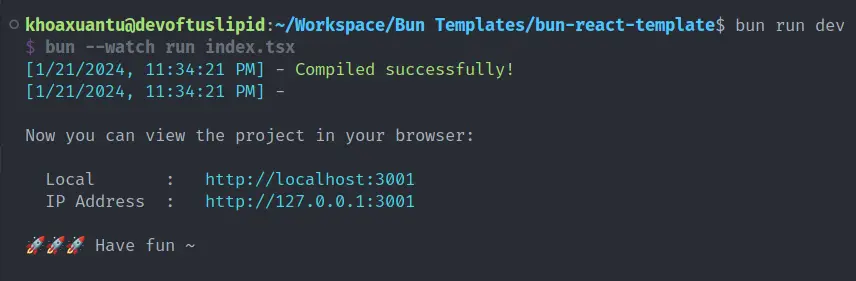 khoaxuantu@devoftuslipid:~/Workspace/Bun Templates/bun-react-template$ bun run dev
$ bun --watch run index.tsx
[1/21/2024, 11:34:21 PM] - Compiled successfully!
[1/21/2024, 11:34:21 PM] -
Now you can view the project in your browser:
Local : http://localhost:3001
IP Address : http://127.0.0.1:3001
🚀🚀🚀 Have fun ~